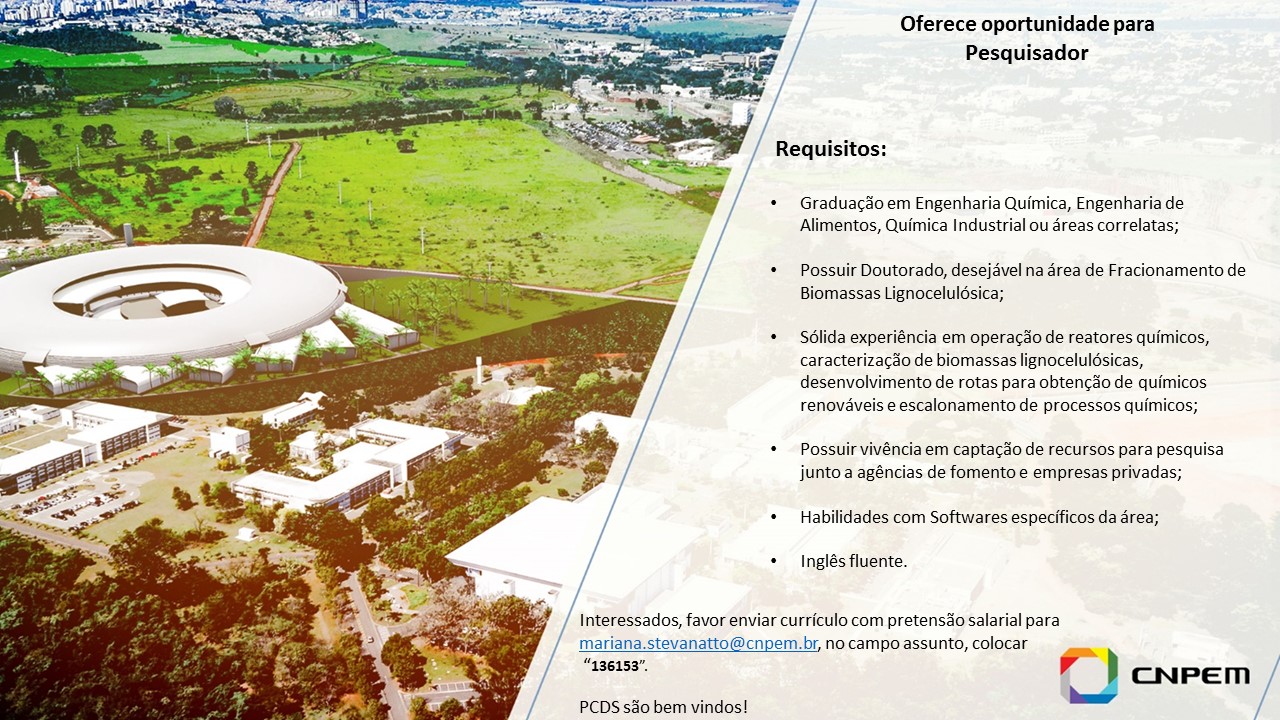 Oferece oportunidade para
Pesquisador
Requisitos:
• Graduação em Engenharia Química, Engenharia de
Alimentos, Química Industrial ou áreas correlatas;
• Possuir Doutorado, desejável na área de Fracionamento de
Biomassas Lignocelulósica;
• Sólida experiência em operação de reatores químicos,
caracterização de biomassas lignocelulósicas,
desenvolvimento de rotas para obtenção de químicos
renováveis e escalonamento de processos químicos;
• Possuir vivência em captação de recursos para pesquisa
junto a agências de fomento e empresas privadas;
• Habilidades com Softwares específicos da área;
• Inglês fluente.
Interessados, favor enviar currículo com pretensão salarial para
mariana.stevanatto@cnpem.br, no campo assunto, colocar
“136153”.
CNPEM
PCDS são bem vindos!